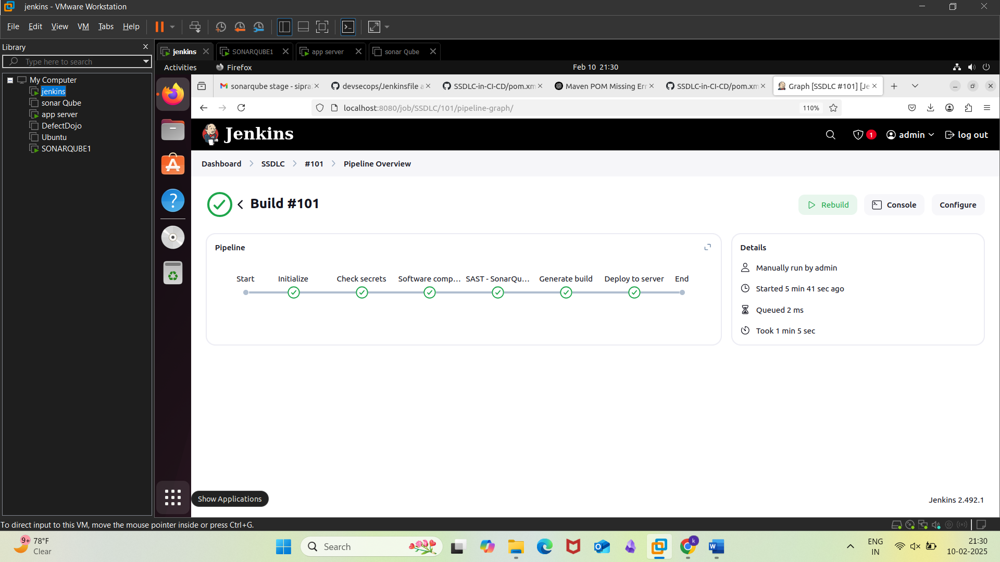 jenkins - VMware Workstation
File Edit View VM Tabs Help
Library
Type here to search
My Computer
jenkins
sonar Qube
app server
DefectDojo
Ubuntu
SONARQUBE1
jenkins SONARQUBE1 app server sonar Qube
Activities Firefox Feb 10 21:30
sonarqube stage - sipra devsecops/Jenkinsfile a SSDLC-in-CI-CD/pom.xm Maven POM Missing Err SSDLC-in-CI-CD/pom.xm Graph [SSDLC #101] [Je
localhost:8080/job/SSDLC/101/pipeline-graph/ 110%
Jenkins 1 admin log out
Dashboard SSDLC #101 Pipeline Overview
Build #101 Rebuild Console Configure
Pipeline
Start Initialize Check secrets Software comp... SAST - SonarQu... Generate build Deploy to server End
Details
Manually run by admin
Started 5 min 41 sec ago
Queued 2 ms
Took 1 min 5 sec
Show Applications
Jenkins 2.492.1
To direct input to this VM, move the mouse pointer inside or press Ctrl+G.
9+ 78°F
Clear
Search
k
ENG
IN
21:30
10-02-2025